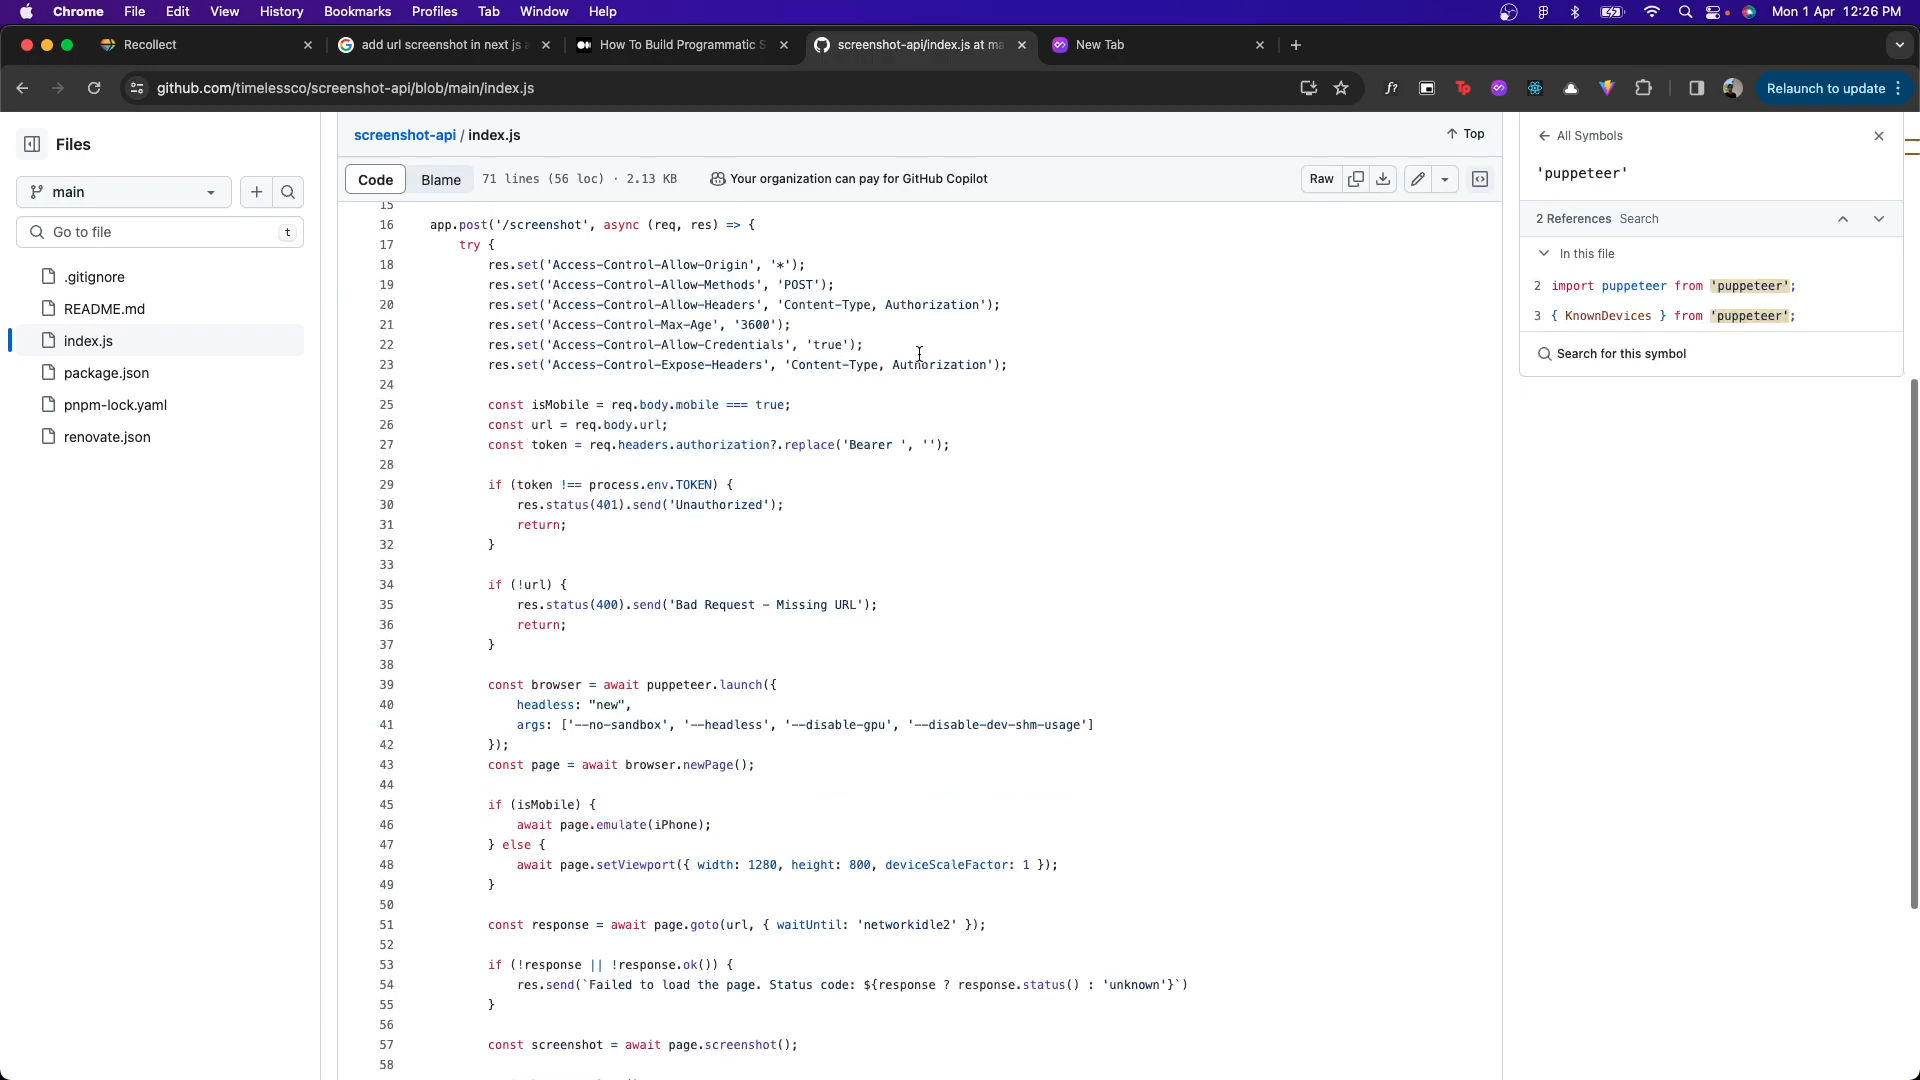 Chrome File Edit View History Bookmarks Profiles Tab Window Help Mon 1 Apr 12:26 PM
Recollect
add url screenshot in next js
How To Build Programmatic S
screenshot-api/index.js at ma
New Tab
github.com/timelessco/screenshot-api/blob/main/index.js
f?
Tp
Relaunch to update
Files
main
Go to file
t
.gitignore
README.md
index.js
package.json
pnpm-lock.yaml
renovate.json
screenshot-api / index.js
Top
Code Blame 71 lines (56 loc) · 2.13 KB Your organization can pay for GitHub Copilot
Raw
15
16 app.post('/screenshot', async (req, res) => {
17 try {
18 res.set('Access-Control-Allow-Origin', '*');
19 res.set('Access-Control-Allow-Methods', 'POST');
20 res.set('Access-Control-Allow-Headers', 'Content-Type, Authorization');
21 res.set('Access-Control-Max-Age', '3600');
22 res.set('Access-Control-Allow-Credentials', 'true');
23 res.set('Access-Control-Expose-Headers', 'Content-Type, Authorization');
24
25 const isMobile = req.body.mobile === true;
26 const url = req.body.url;
27 const token = req.headers.authorization?.replace('Bearer ', '');
28
29 if (token !== process.env.TOKEN) {
30 res.status(401).send('Unauthorized');
31 return;
32 }
33
34 if (!url) {
35 res.status(400).send('Bad Request - Missing URL');
36 return;
37 }
38
39 const browser = await puppeteer.launch({
40 headless: "new",
41 args: ['--no-sandbox', '--headless', '--disable-gpu', '--disable-dev-shm-usage']
42 });
43 const page = await browser.newPage();
44
45 if (isMobile) {
46 await page.emulate(iPhone);
47 } else {
48 await page.setViewport({ width: 1280, height: 800, deviceScaleFactor: 1 });
49 }
50
51 const response = await page.goto(url, { waitUntil: 'networkidle2' });
52
53 if (!response || !response.ok()) {
54 res.send(`Failed to load the page. Status code: ${response ? response.status() : 'unknown'}`)
55 }
56
57 const screenshot = await page.screenshot();
58
All Symbols
'puppeteer'
2 References Search
In this file
2 import puppeteer from 'puppeteer';
3 { KnownDevices } from 'puppeteer';
Search for this symbol